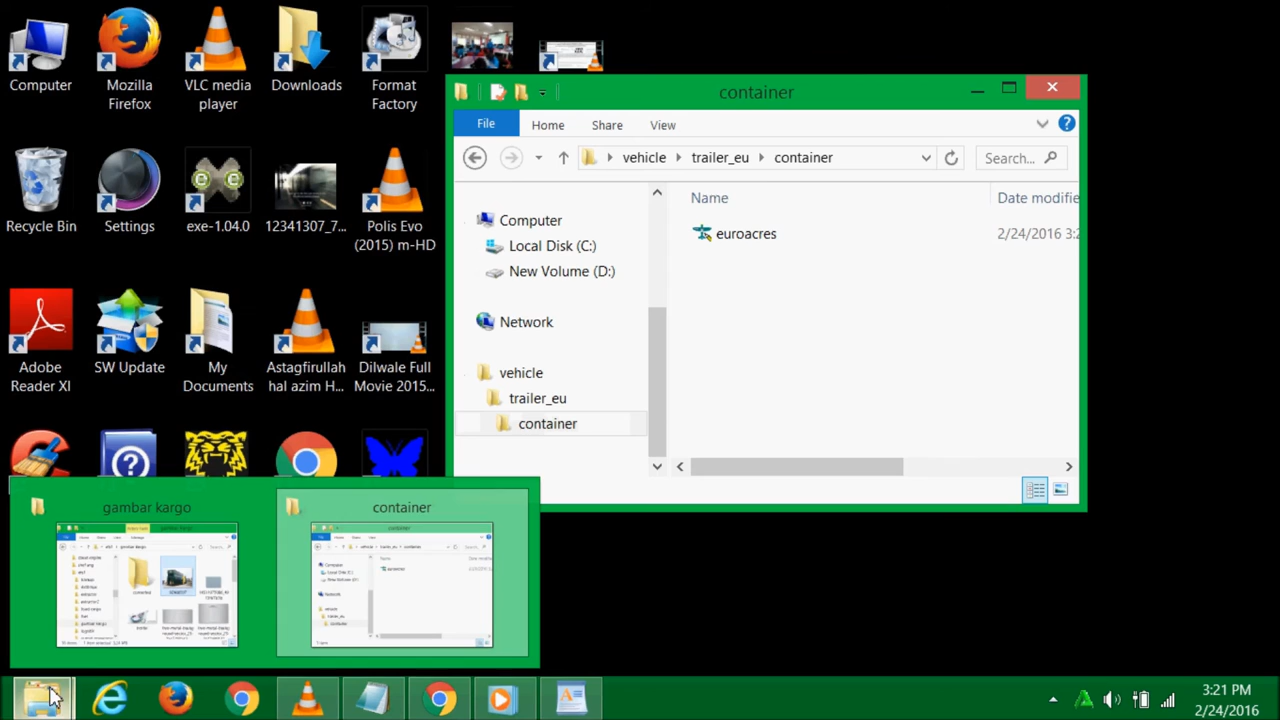 Computer
Mozilla
Firefox
VLC media
player
Downloads
Format
Factory
Recycle Bin
Settings
exe-1.04.0
12341307_7...
Polis Evo
(2015) m-HD
Adobe
Reader XI
SW Update
My
Documents
Astagfirullah
hal azim H...
Dilwale Full
Movie 2015...
container
File
Home
Share
View
vehicle
trailer_eu
container
Search...
Computer
Local Disk (C:)
New Volume (D:)
Network
vehicle
trailer_eu
container
Name
Date modifie
euroacres
2/24/2016 3:2
gambar kargo
container
3:21 PM
2/24/2016